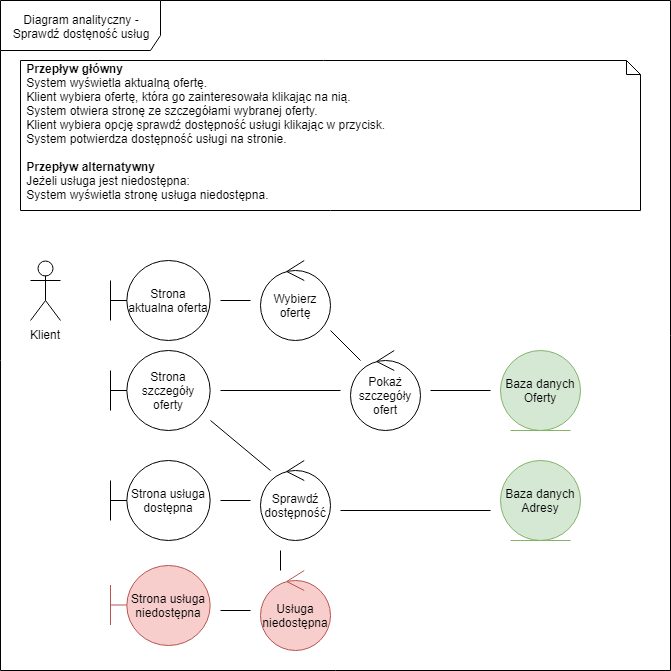 Diagram analityczny -
Sprawdź dostęność usług
Przepływ główny
System wyświetla aktualną ofertę.
Klient wybiera ofertę, która go zainteresowała klikając na nią.
System otwiera stronę ze szczegółami wybranej oferty.
Klient wybiera opcję sprawdź dostępność usługi klikając w przycisk.
System potwierdza dostępność usługi na stronie.
Przepływ alternatywny
Jeżeli usługa jest niedostępna:
System wyświetla stronę usługa niedostępna.
Klient
Strona
aktualna oferta
Wybierz
ofertę
Strona
szczegóły
oferty
Pokaż
szczegóły
ofert
Baza danych
Oferty
Strona usługa
dostępna
Sprawdź
dostępność
Baza danych
Adresy
Strona usługa
niedostępna
Usługa
niedostępna